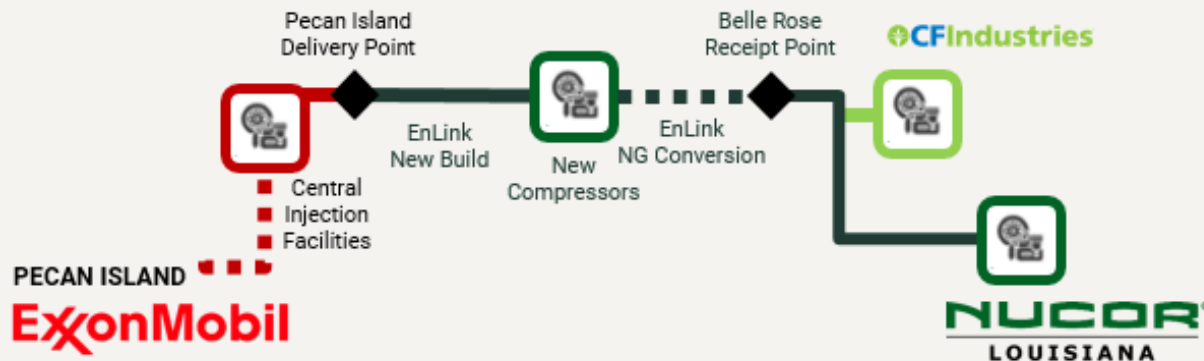 Pecan Island
Delivery Point
Belle Rose
Receipt Point
CFIndustries
EnLink
New Build
New
Compressors
EnLink
NG Conversion
Central
Injection
Facilities
PECAN ISLAND
ExxonMobil
NUCOR®
LOUISIANA